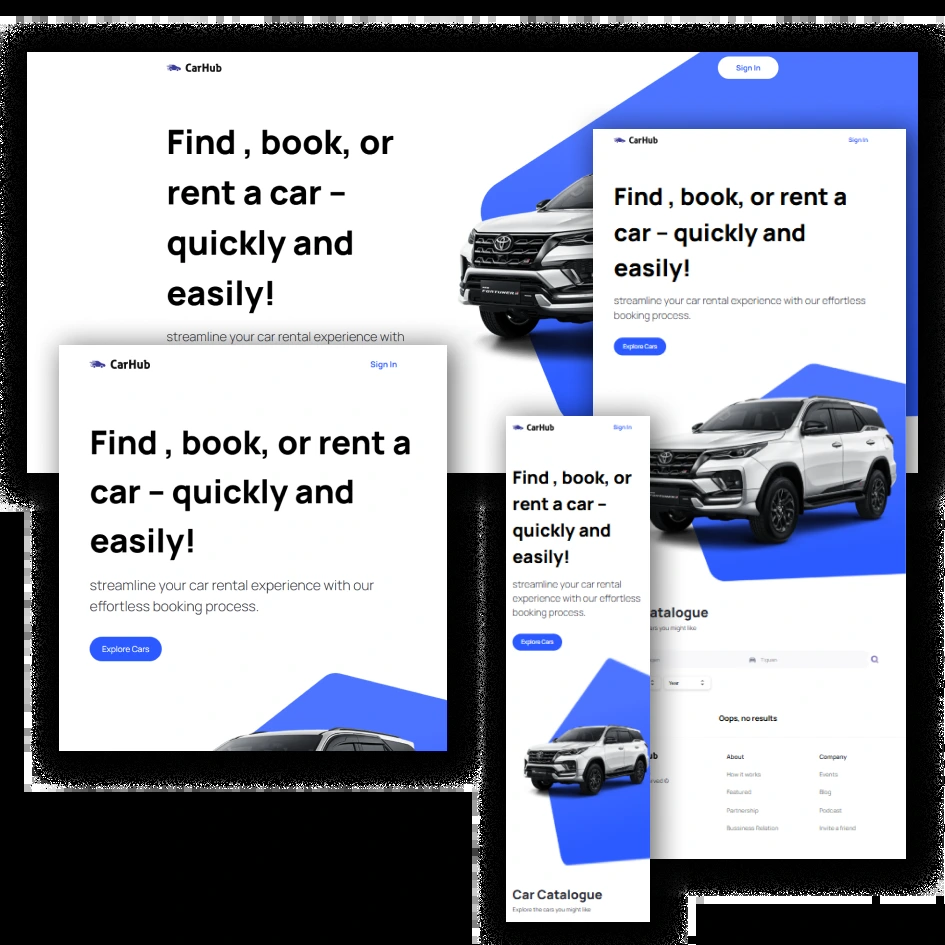 CarHub
Sign In
Find , book, or
rent a car –
quickly and
easily!
streamline your car rental experience with
FORTUNER
CarHub
Sign In
Find , book, or rent a
car – quickly and
easily!
streamline your car rental experience with our effortless
booking process.
Explore Cars
atalogue
ars you might like
Tiguan
Year
Oops, no results
About
Company
How it works
Events
Featured
Blog
Partnership
Podcast
Bussiness Relation
Invite a friend
CarHub
Sign In
Find , book, or rent a
car – quickly and
easily!
streamline your car rental experience with our
effortless booking process.
Explore Cars
CarHub
Sign In
Find , book, or
rent a car –
quickly and
easily!
streamline your car rental
experience with our effortless
booking process.
Explore Cars
Car Catalogue
Explore the cars you might like